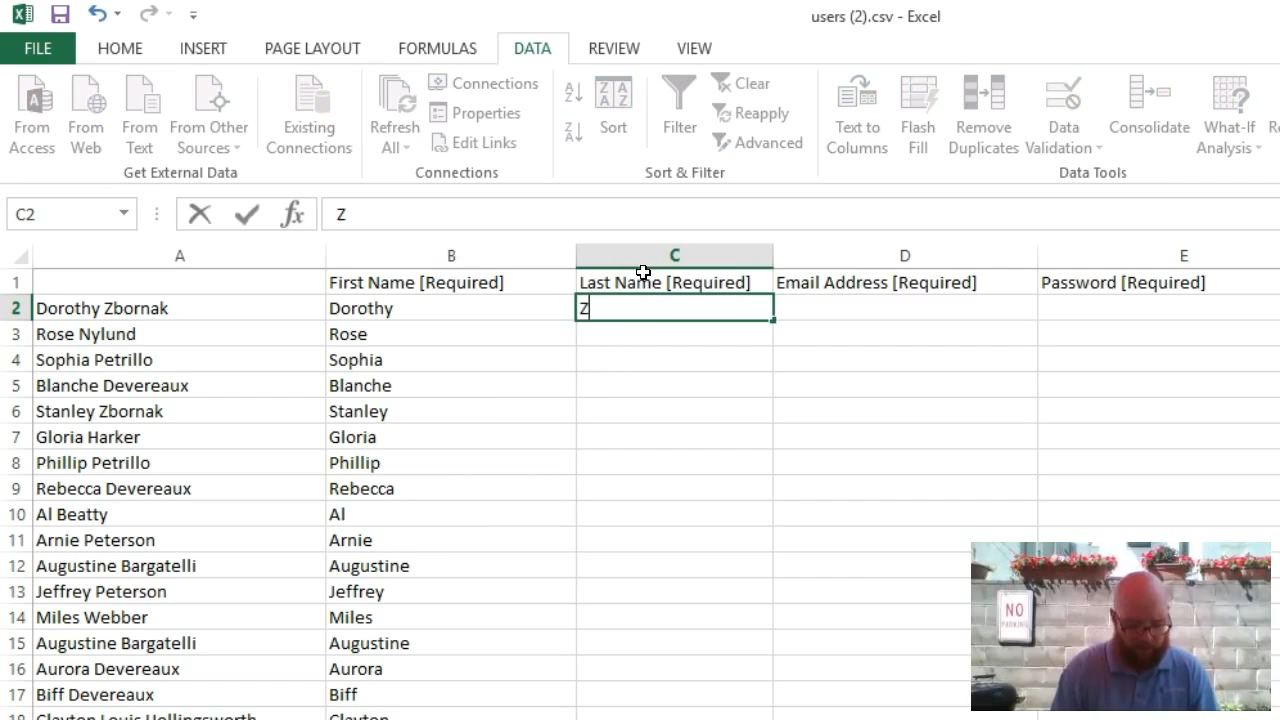 users (2).csv - Excel
FILE HOME INSERT PAGE LAYOUT FORMULAS DATA REVIEW VIEW
From Access
From Web
From Text
From Other Sources
Get External Data
Existing Connections
Refresh All
Connections
Properties
Edit Links
Connections
Sort
Filter
Clear
Reapply
Advanced
Sort & Filter
Text to Columns
Flash Fill
Remove Duplicates
Data Validation
Consolidate
What-If Analysis
Data Tools
C2 fx Z
A B C D E
1 First Name [Required] Last Name [Required] Email Address [Required] Password [Required]
2 Dorothy Zbornak Dorothy Z
3 Rose Nylund Rose
4 Sophia Petrillo Sophia
5 Blanche Devereaux Blanche
6 Stanley Zbornak Stanley
7 Gloria Harker Gloria
8 Phillip Petrillo Phillip
9 Rebecca Devereaux Rebecca
10 Al Beatty Al
11 Arnie Peterson Arnie
12 Augustine Bargatelli Augustine
13 Jeffrey Peterson Jeffrey
14 Miles Webber Miles
15 Augustine Bargatelli Augustine
16 Aurora Devereaux Aurora
17 Biff Devereaux Biff
18 Clayton Louis Hollingsworth Clayton
NO
PARKING